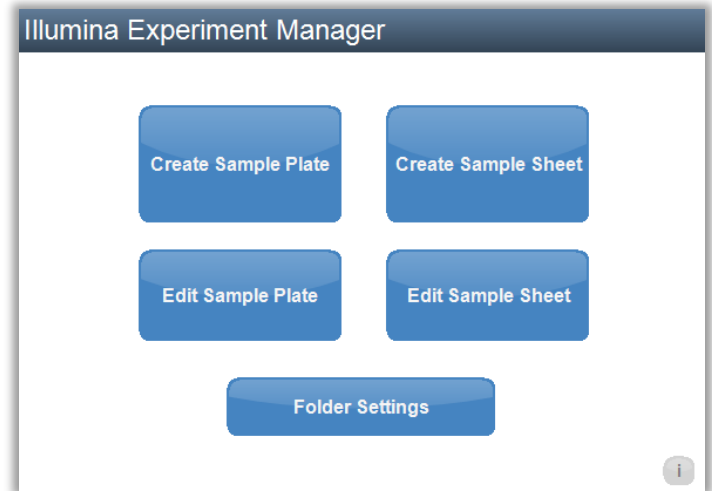 Illumina Experiment Manager
Create Sample Plate
Create Sample Sheet
Edit Sample Plate
Edit Sample Sheet
Folder Settings
i